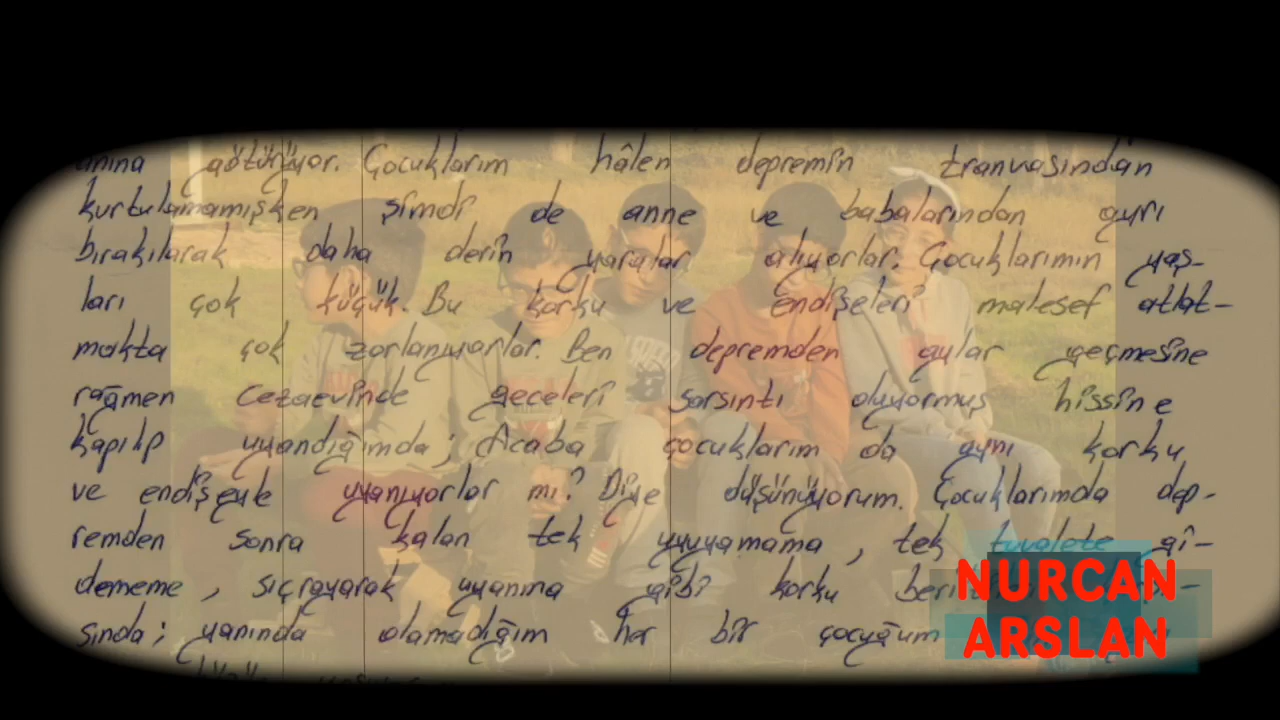 anına götürüyor. Çocuklarım hâlen depremin tranvasından
kurtulamamışken şimdi de anne ve babalarından ayrı
bırakılarak daha derin yaralar alıyorlar. Çocuklarımın yaş-
ları çok küçük. Bu korku ve endişeleri malesef atlat-
makta çok zorlanıyorlar. Ben depremden aylar geçmesine
rağmen cezaevinde geceleri sarsıntı oluyormuş hissine
kapılıp uyandığımda; Acaba çocuklarım da aynı korku
ve endişeyle uyanıyorlar mı? Diye düşünüyorum. Çocuklarımda dep-
remden sonra kalan tek uyuyamama, tek tuvalete gi-
dememe, sıçrayarak uyanma gibi korku
sında; yanında olamadığım her bir çocuğum
NURCAN
ARSLAN